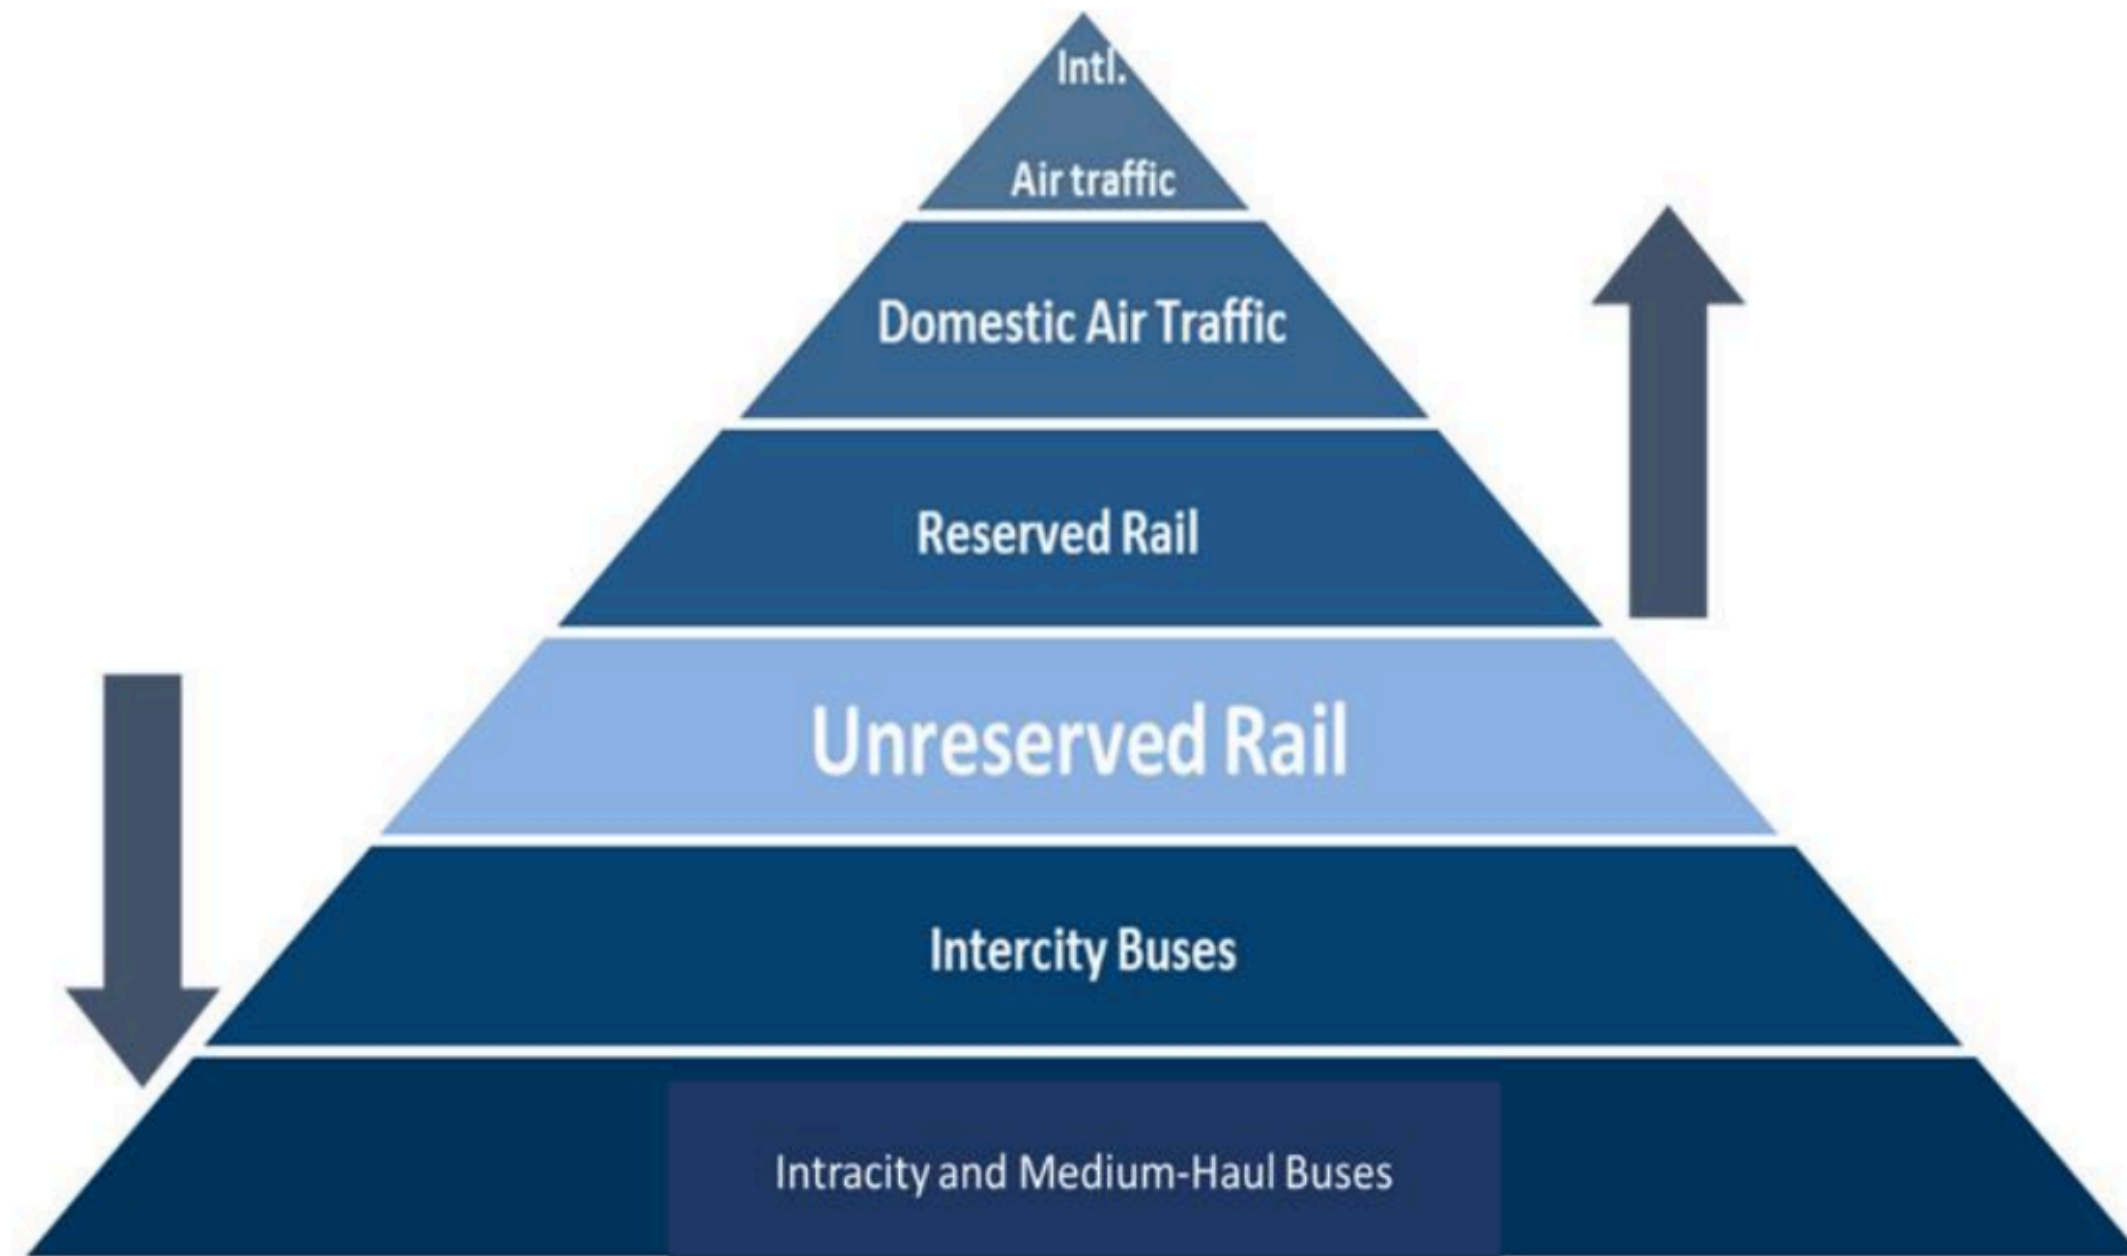 Intl.
Air traffic
Domestic Air Traffic
Reserved Rail
Unreserved Rail
Intercity Buses
Intracity and Medium-Haul Buses